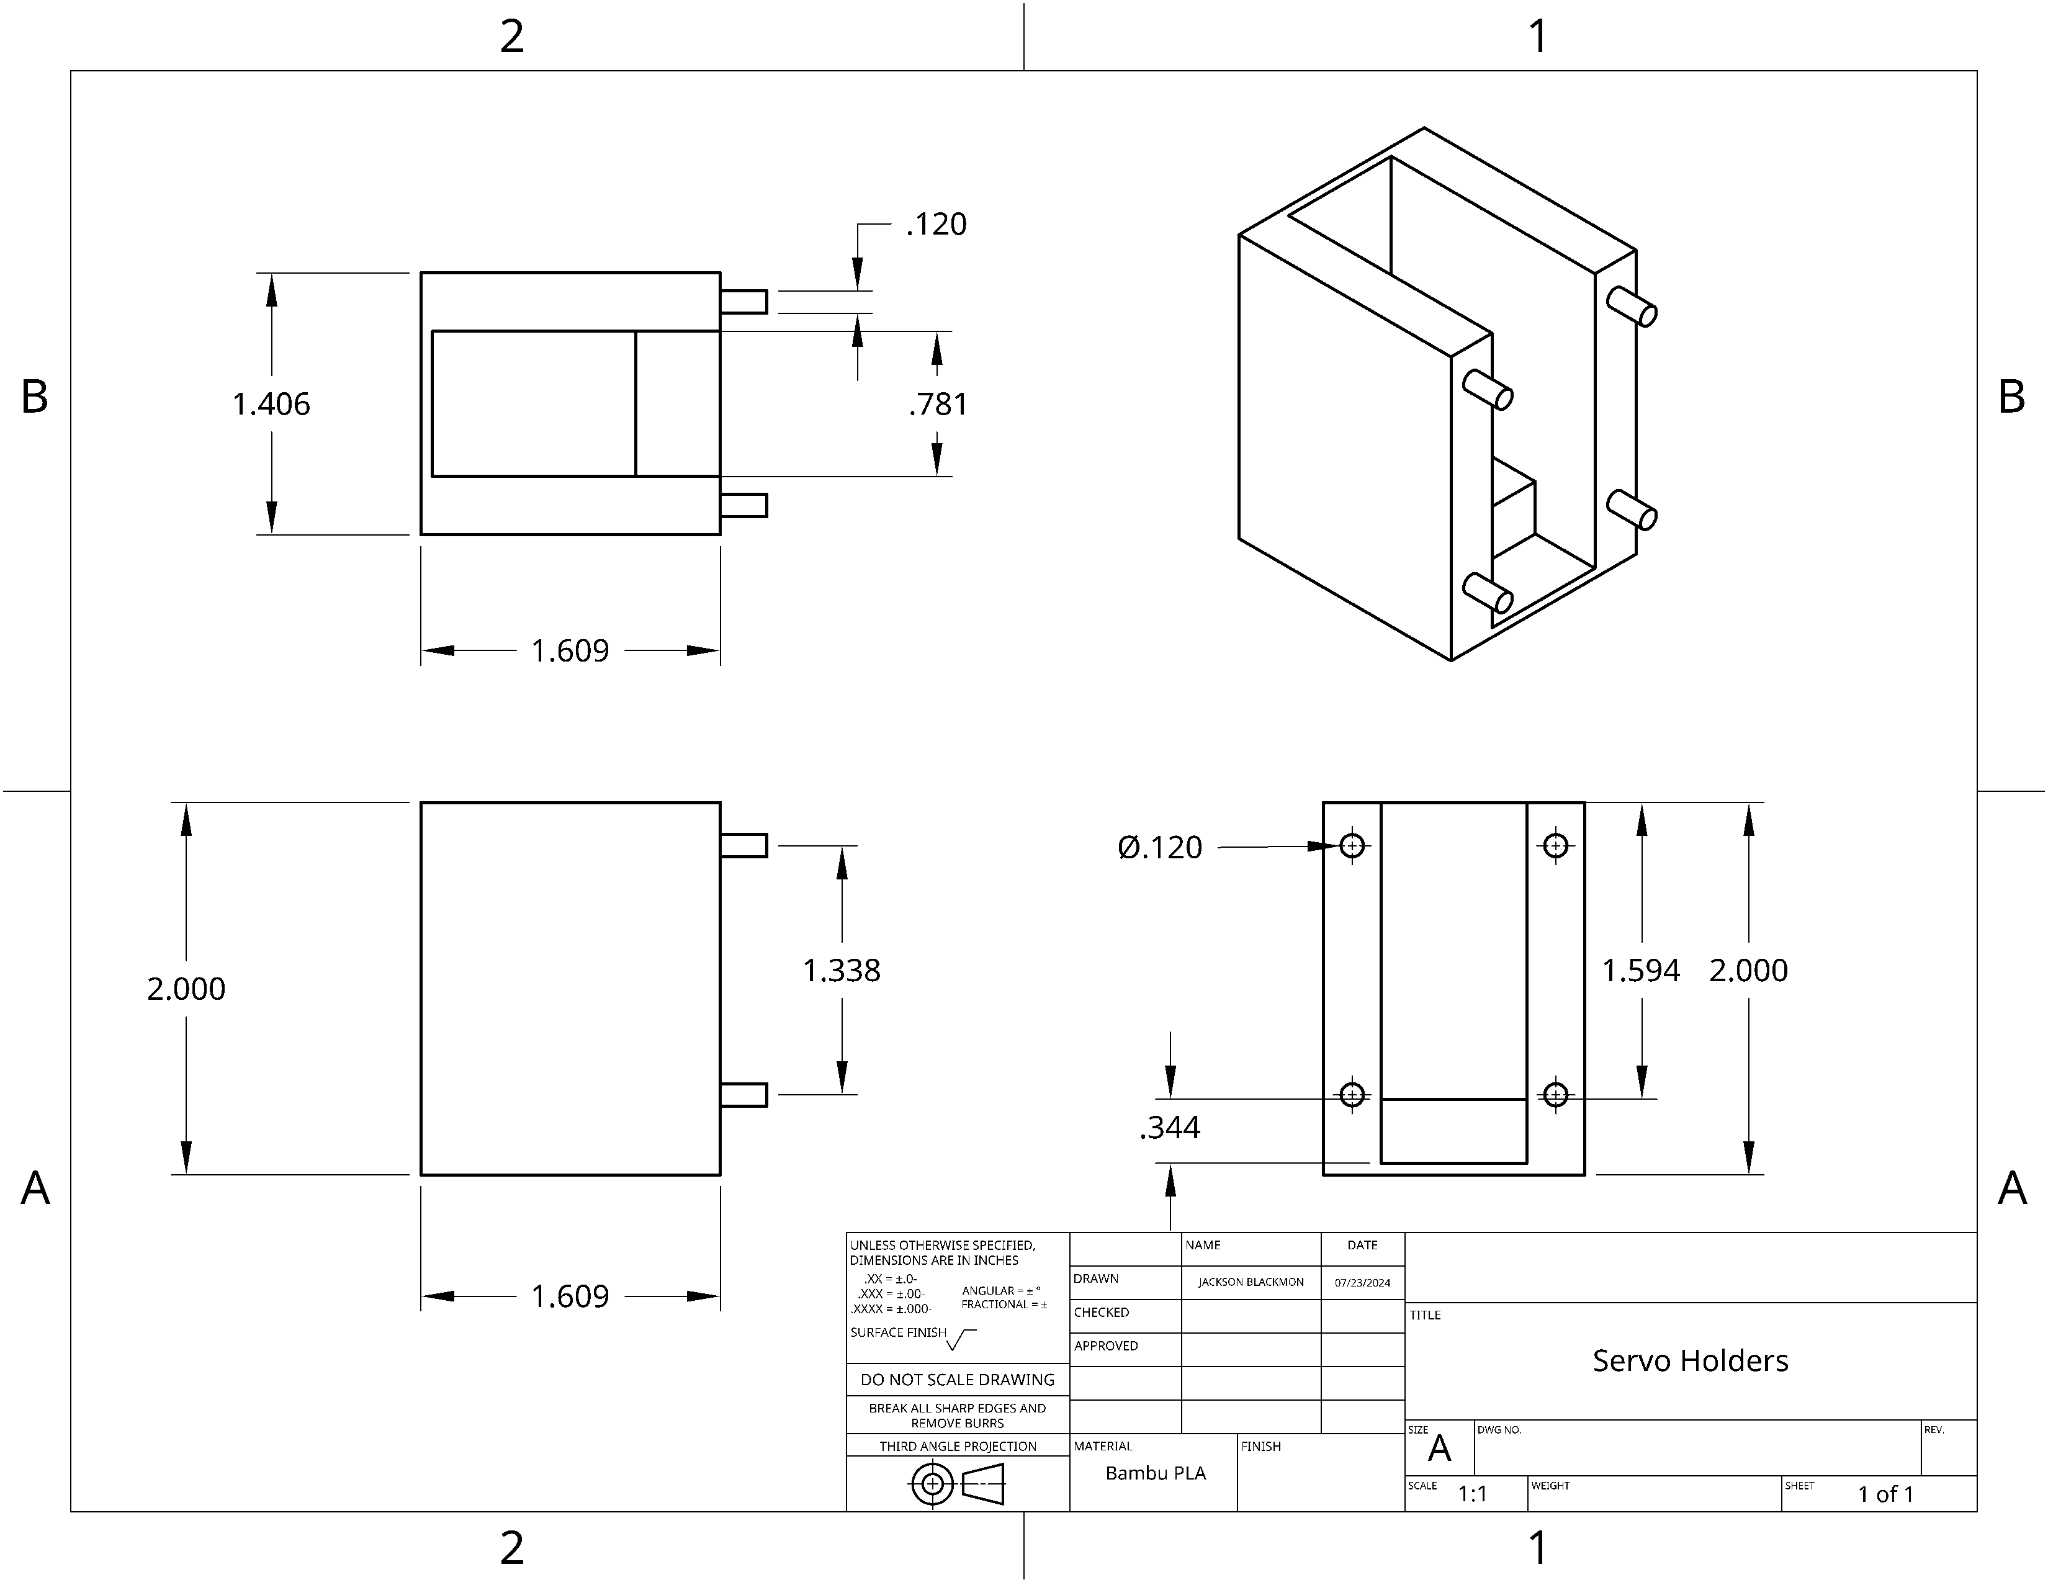 2
1
B
B
A
A
2
1
.120
1.406
.781
1.609
2.000
1.338
1.609
Ø.120
1.594
2.000
.344
UNLESS OTHERWISE SPECIFIED,
DIMENSIONS ARE IN INCHES
.XX = ±.0-
.XXX = ±.00-
.XXXX = ±.000-
ANGULAR = ± °
FRACTIONAL = ±
SURFACE FINISH
DO NOT SCALE DRAWING
BREAK ALL SHARP EDGES AND
REMOVE BURRS
THIRD ANGLE PROJECTION
NAME
DATE
DRAWN
JACKSON BLACKMON
07/23/2024
CHECKED
APPROVED
MATERIAL
Bambu PLA
FINISH
TITLE
Servo Holders
SIZE
A
DWG NO.
REV.
SCALE
1:1
WEIGHT
SHEET
1 of 1